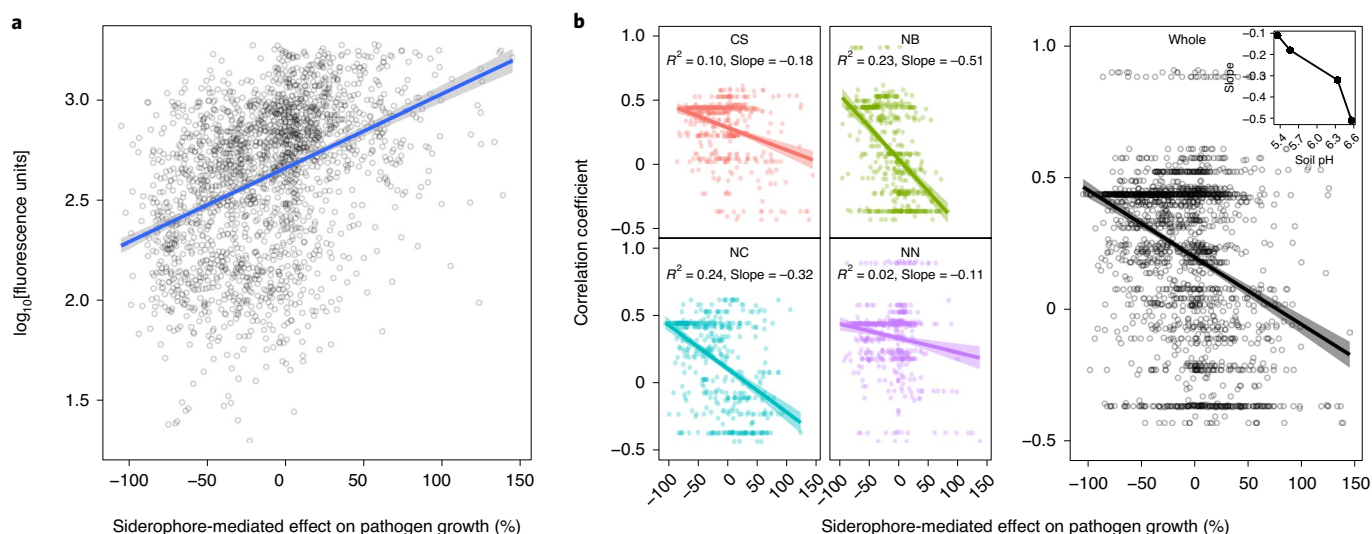 a
log10[fluorescence units]
3.0
2.5
2.0
1.5
−100 −50 0 50 100 150
Siderophore-mediated effect on pathogen growth (%)
b
Correlation coefficient
1.0
0.5
0
−0.5
1.0
0.5
0
−0.5
CS
R2 = 0.10, Slope = −0.18
NB
R2 = 0.23, Slope = −0.51
NC
R2 = 0.24, Slope = −0.32
NN
R2 = 0.02, Slope = −0.11
−100 −50 0 50 100 150
−100 −50 0 50 100 150
1.0
0.5
0
−0.5
Whole
Slope
−0.1
−0.2
−0.3
−0.4
−0.5
5.4 5.7 6.0 6.3 6.6
Soil pH
−100 −50 0 50 100 150
Siderophore-mediated effect on pathogen growth (%)